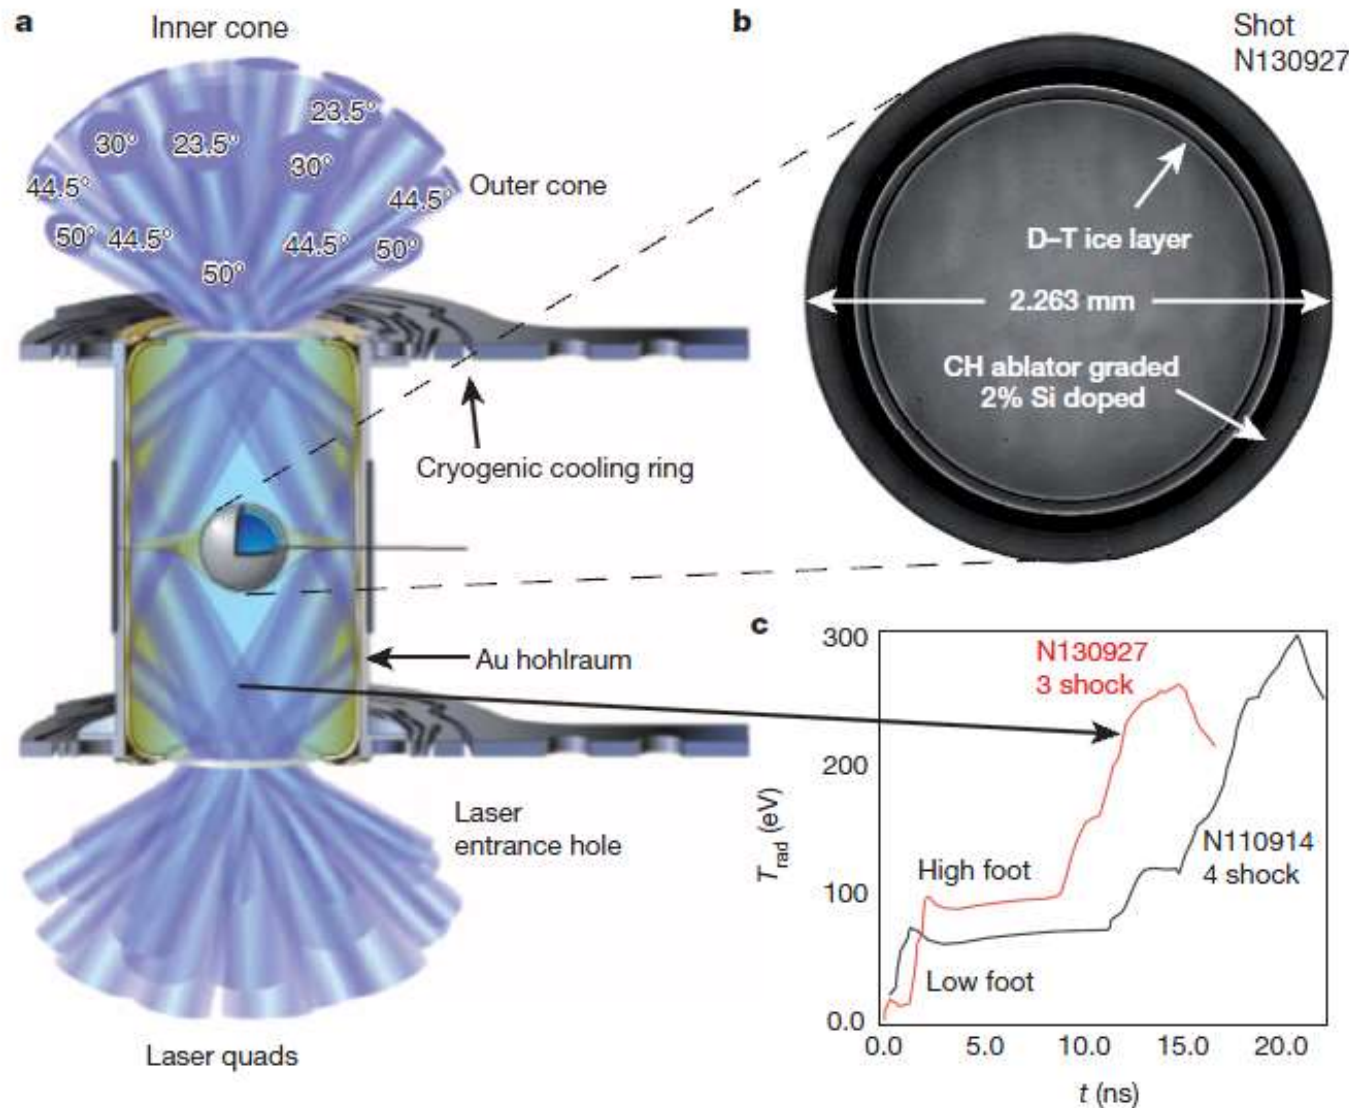 a
Inner cone
23.5°
30°
23.5°
30°
44.5°
44.5°
Outer cone
50°
44.5°
44.5°
50°
50°
Cryogenic cooling ring
Au hohlraum
Laser
entrance hole
Laser quads
b
Shot
N130927
D–T ice layer
2.263 mm
CH ablator graded
2% Si doped
c
300
200
100
0.0
T_rad (eV)
N130927
3 shock
High foot
N110914
4 shock
Low foot
0.0
5.0
10.0
15.0
20.0
t (ns)